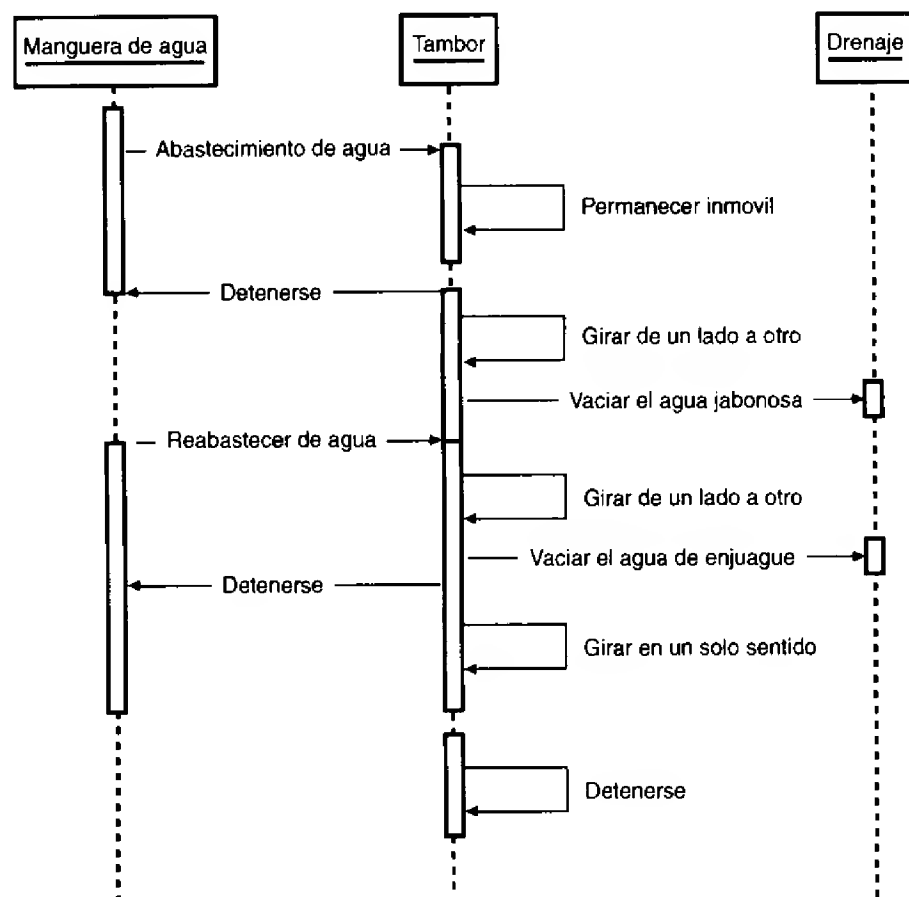 Manguera de agua
Tambor
Drenaje
Abastecimiento de agua
Permanecer inmovil
Detenerse
Girar de un lado a otro
Vaciar el agua jabonosa
Reabastecer de agua
Girar de un lado a otro
Vaciar el agua de enjuague
Detenerse
Girar en un solo sentido
Detenerse